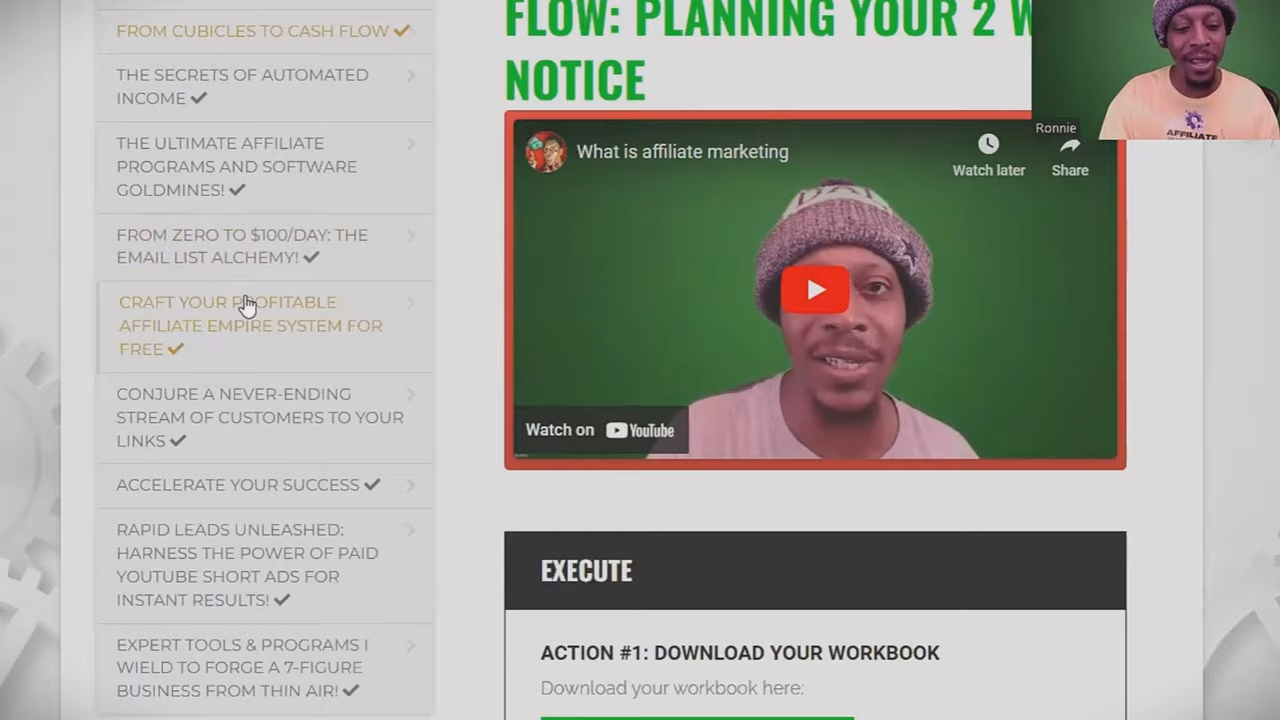 FROM CUBICLES TO CASH FLOW
THE SECRETS OF AUTOMATED
INCOME
THE ULTIMATE AFFILIATE
PROGRAMS AND SOFTWARE
GOLDMINES!
FROM ZERO TO $100/DAY: THE
EMAIL LIST ALCHEMY!
CRAFT YOUR PROFITABLE
AFFILIATE EMPIRE SYSTEM FOR
FREE
CONJURE A NEVER-ENDING
STREAM OF CUSTOMERS TO YOUR
LINKS
ACCELERATE YOUR SUCCESS
RAPID LEADS UNLEASHED:
HARNESS THE POWER OF PAID
YOUTUBE SHORT ADS FOR
INSTANT RESULTS!
EXPERT TOOLS & PROGRAMS I
WIELD TO FORGE A 7-FIGURE
BUSINESS FROM THIN AIR!
FLOW: PLANNING YOUR 2 W
NOTICE
What is affiliate marketing
Watch later
Share
Watch on YouTube
Ronnie
AFFILIATE
EXECUTE
ACTION #1: DOWNLOAD YOUR WORKBOOK
Download your workbook here: